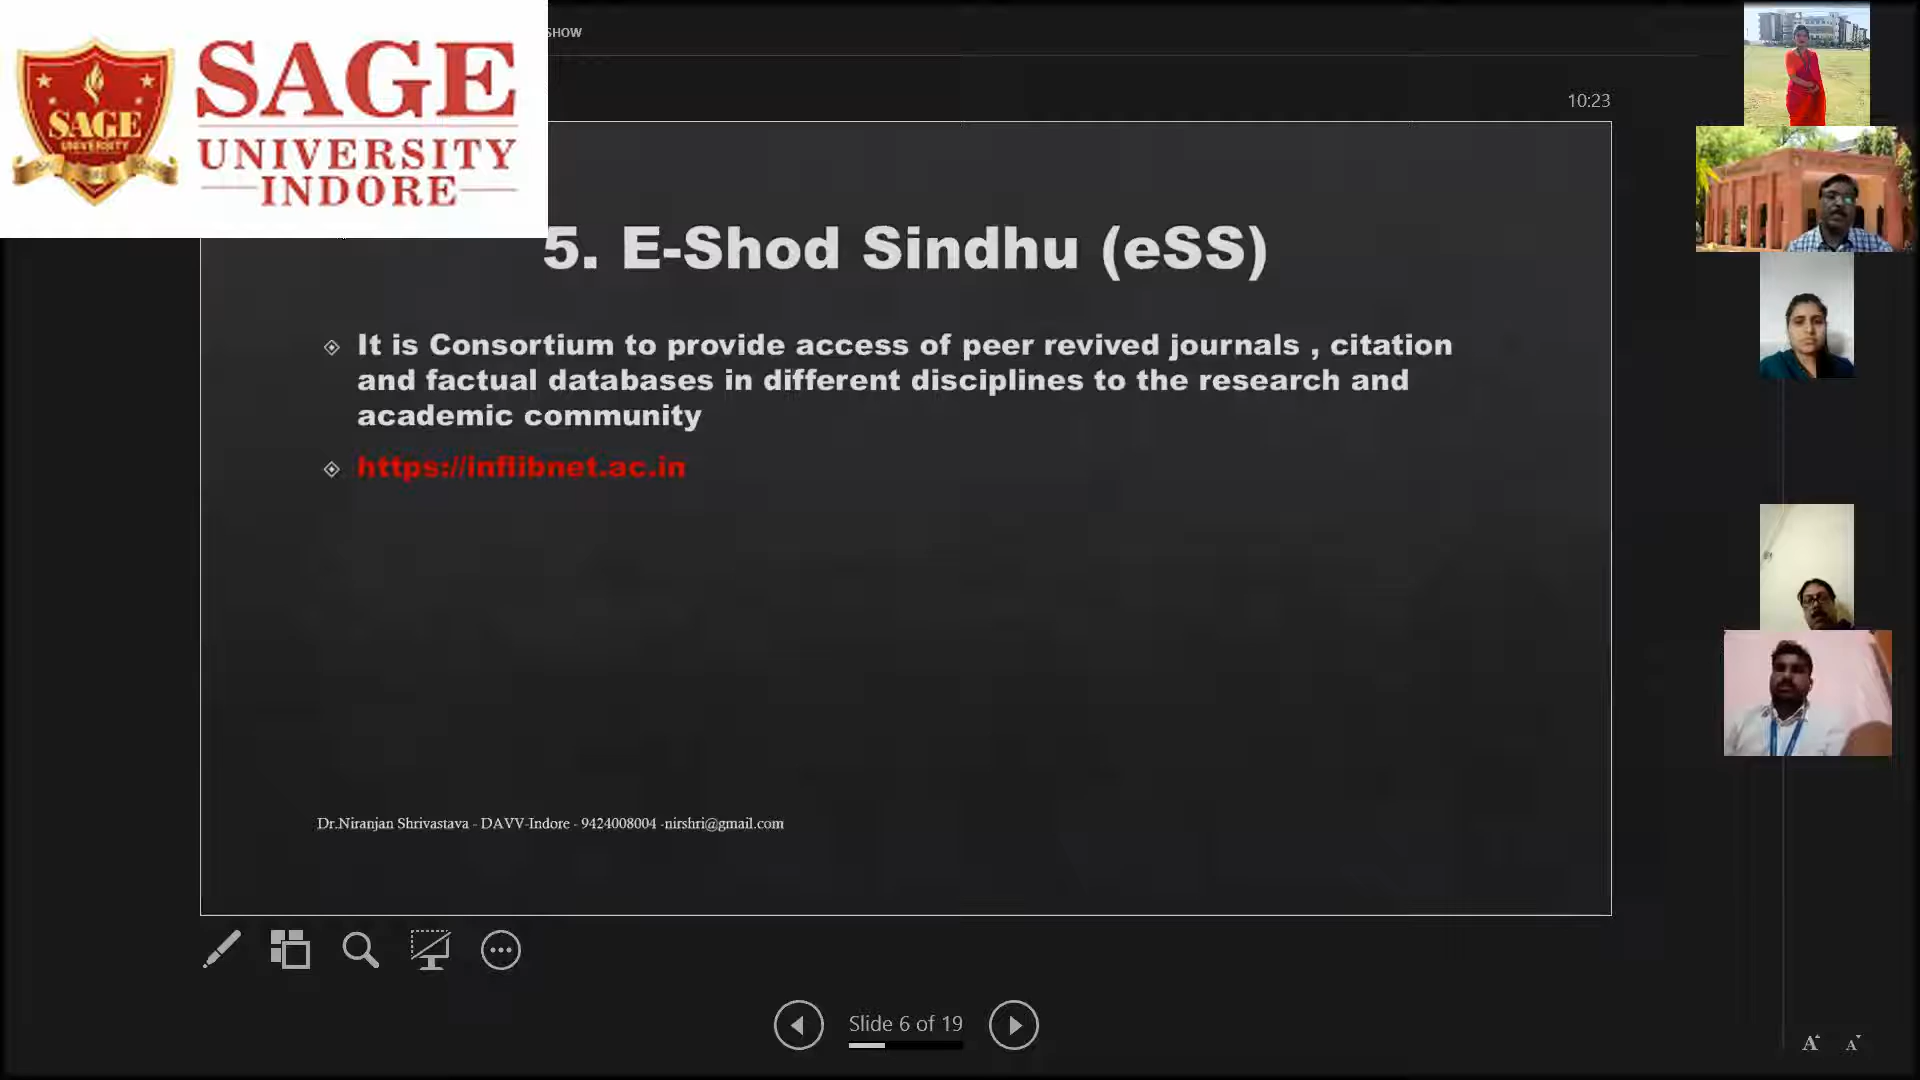 SAGE
UNIVERSITY
SAGE
UNIVERSITY
INDORE
SHOW
10:23
5. E-Shod Sindhu (eSS)
It is Consortium to provide access of peer revived journals , citation
and factual databases in different disciplines to the research and
academic community
https://inflibnet.ac.in
Dr.Niranjan Shrivastava - DAVV-Indore - 9424008004 -nirshri@gmail.com
Slide 6 of 19
A A